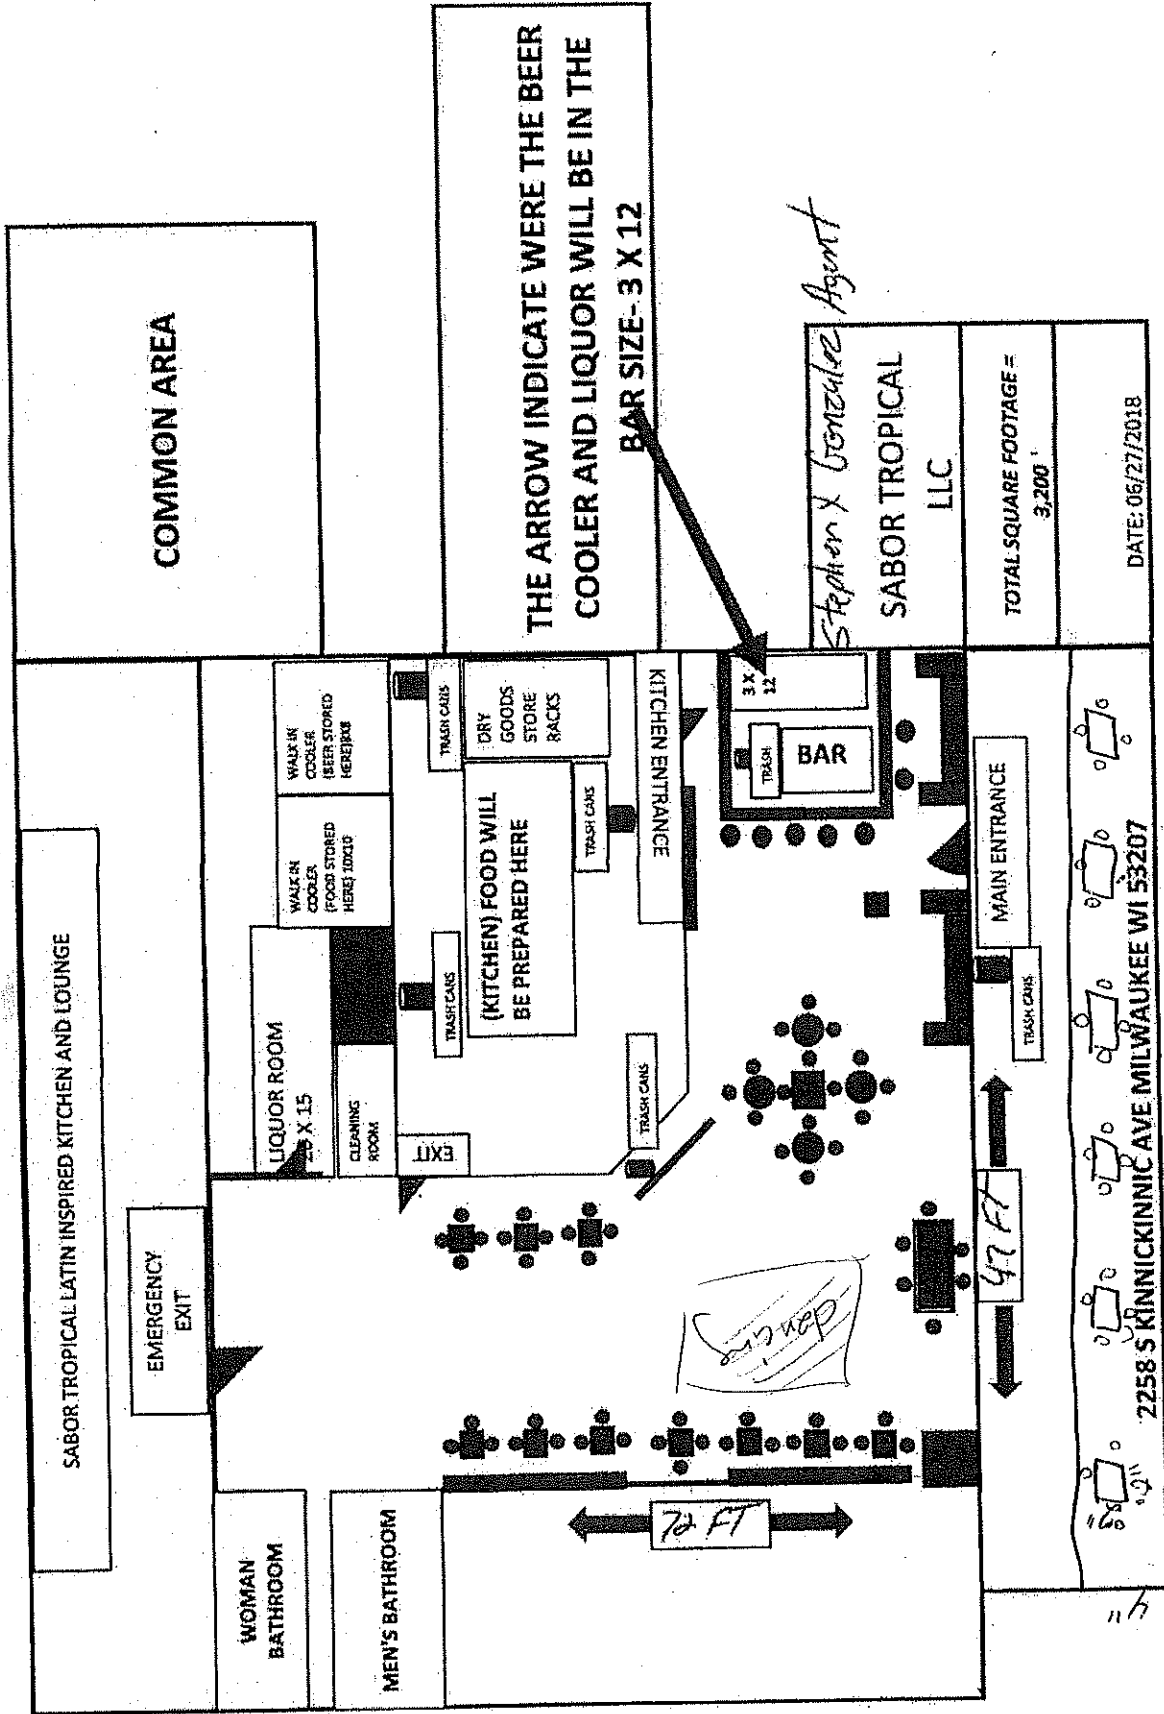 SABOR TROPICAL LATIN INSPIRED KITCHEN AND LOUNGE
COMMON AREA
EMERGENCY
EXIT
WOMAN
BATHROOM
MEN'S BATHROOM
LIQUOR ROOM
X 15
CLEANING
ROOM
EXIT
WALK IN
COOLER
(FOOD STORED
HERE) 10X10
WALK IN
COOLER
(BEER STORED
HERE)8X8
TRASH CANS
TRASH CANS
(KITCHEN) FOOD WILL
BE PREPARED HERE
DRY
GOODS
STORE
RACKS
TRASH CANS
TRASH CANS
KITCHEN ENTRANCE
THE ARROW INDICATE WERE THE BEER
COOLER AND LIQUOR WILL BE IN THE
BAR SIZE- 3 X 12
3 X
12
TRASH
BAR
dancing
72 FT
47 FT
MAIN ENTRANCE
TRASH CANS
Stephen X Gonzalez Agent
SABOR TROPICAL
LLC
TOTAL SQUARE FOOTAGE =
3,200
DATE: 06/27/2018
2258 S KINNICKINNIC AVE MILWAUKEE WI 53207
4"